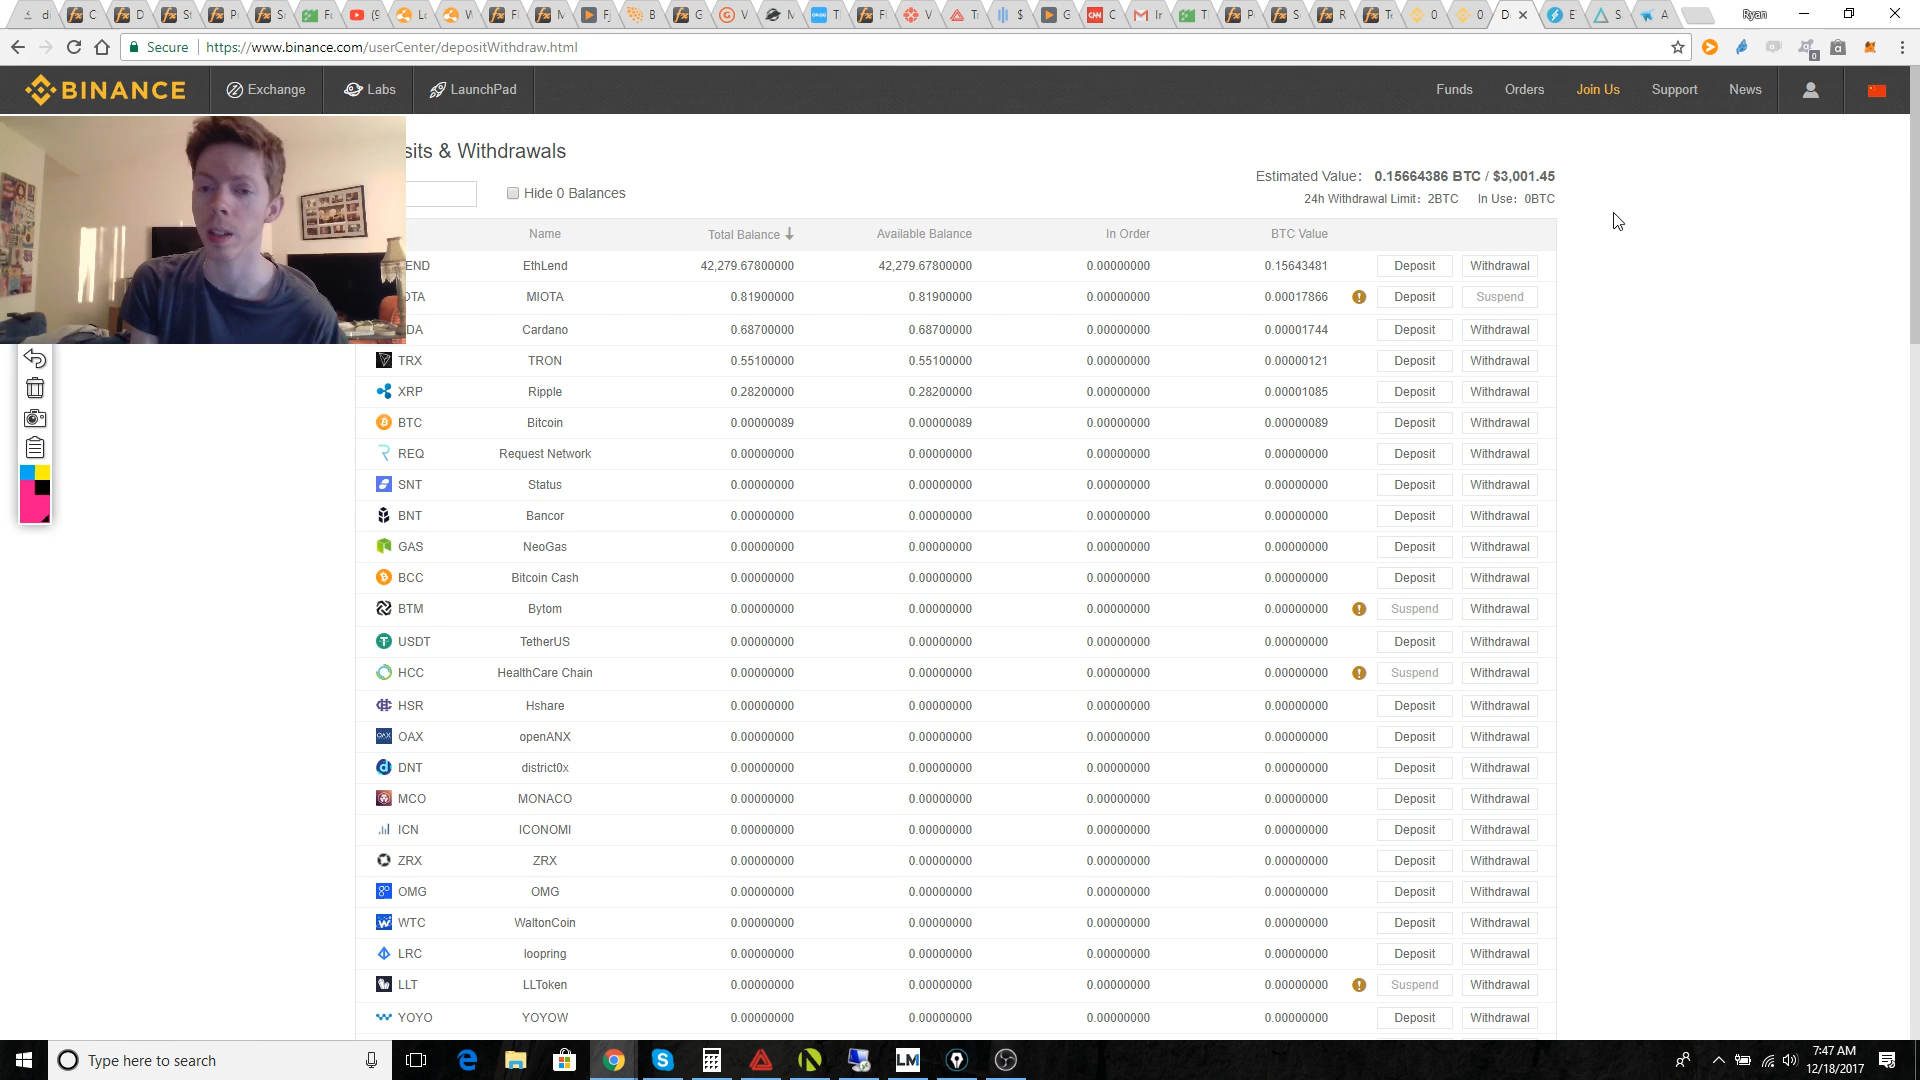 Ryan
Secure https://www.binance.com/userCenter/depositWithdraw.html
BINANCE Exchange Labs LaunchPad Funds Orders Join Us Support News
sits & Withdrawals
Hide 0 Balances
Estimated Value: 0.15664386 BTC / $3,001.45
24h Withdrawal Limit: 2BTC In Use: 0BTC
Name Total Balance Available Balance In Order BTC Value
END EthLend 42,279.67800000 42,279.67800000 0.00000000 0.15643481 Deposit Withdrawal
OTA MIOTA 0.81900000 0.81900000 0.00000000 0.00017866 Deposit Suspend
DA Cardano 0.68700000 0.68700000 0.00000000 0.00001744 Deposit Withdrawal
TRX TRON 0.55100000 0.55100000 0.00000000 0.00000121 Deposit Withdrawal
XRP Ripple 0.28200000 0.28200000 0.00000000 0.00001085 Deposit Withdrawal
BTC Bitcoin 0.00000089 0.00000089 0.00000000 0.00000089 Deposit Withdrawal
REQ Request Network 0.00000000 0.00000000 0.00000000 0.00000000 Deposit Withdrawal
SNT Status 0.00000000 0.00000000 0.00000000 0.00000000 Deposit Withdrawal
BNT Bancor 0.00000000 0.00000000 0.00000000 0.00000000 Deposit Withdrawal
GAS NeoGas 0.00000000 0.00000000 0.00000000 0.00000000 Deposit Withdrawal
BCC Bitcoin Cash 0.00000000 0.00000000 0.00000000 0.00000000 Deposit Withdrawal
BTM Bytom 0.00000000 0.00000000 0.00000000 0.00000000 Suspend Withdrawal
USDT TetherUS 0.00000000 0.00000000 0.00000000 0.00000000 Deposit Withdrawal
HCC HealthCare Chain 0.00000000 0.00000000 0.00000000 0.00000000 Suspend Withdrawal
HSR Hshare 0.00000000 0.00000000 0.00000000 0.00000000 Deposit Withdrawal
OAX openANX 0.00000000 0.00000000 0.00000000 0.00000000 Deposit Withdrawal
DNT district0x 0.00000000 0.00000000 0.00000000 0.00000000 Deposit Withdrawal
MCO MONACO 0.00000000 0.00000000 0.00000000 0.00000000 Deposit Withdrawal
ICN ICONOMI 0.00000000 0.00000000 0.00000000 0.00000000 Deposit Withdrawal
ZRX ZRX 0.00000000 0.00000000 0.00000000 0.00000000 Deposit Withdrawal
OMG OMG 0.00000000 0.00000000 0.00000000 0.00000000 Deposit Withdrawal
WTC WaltonCoin 0.00000000 0.00000000 0.00000000 0.00000000 Deposit Withdrawal
LRC loopring 0.00000000 0.00000000 0.00000000 0.00000000 Deposit Withdrawal
LLT LLToken 0.00000000 0.00000000 0.00000000 0.00000000 Suspend Withdrawal
YOYO YOYOW 0.00000000 0.00000000 0.00000000 0.00000000 Deposit Withdrawal
Type here to search
LM
7:47 AM
12/18/2017